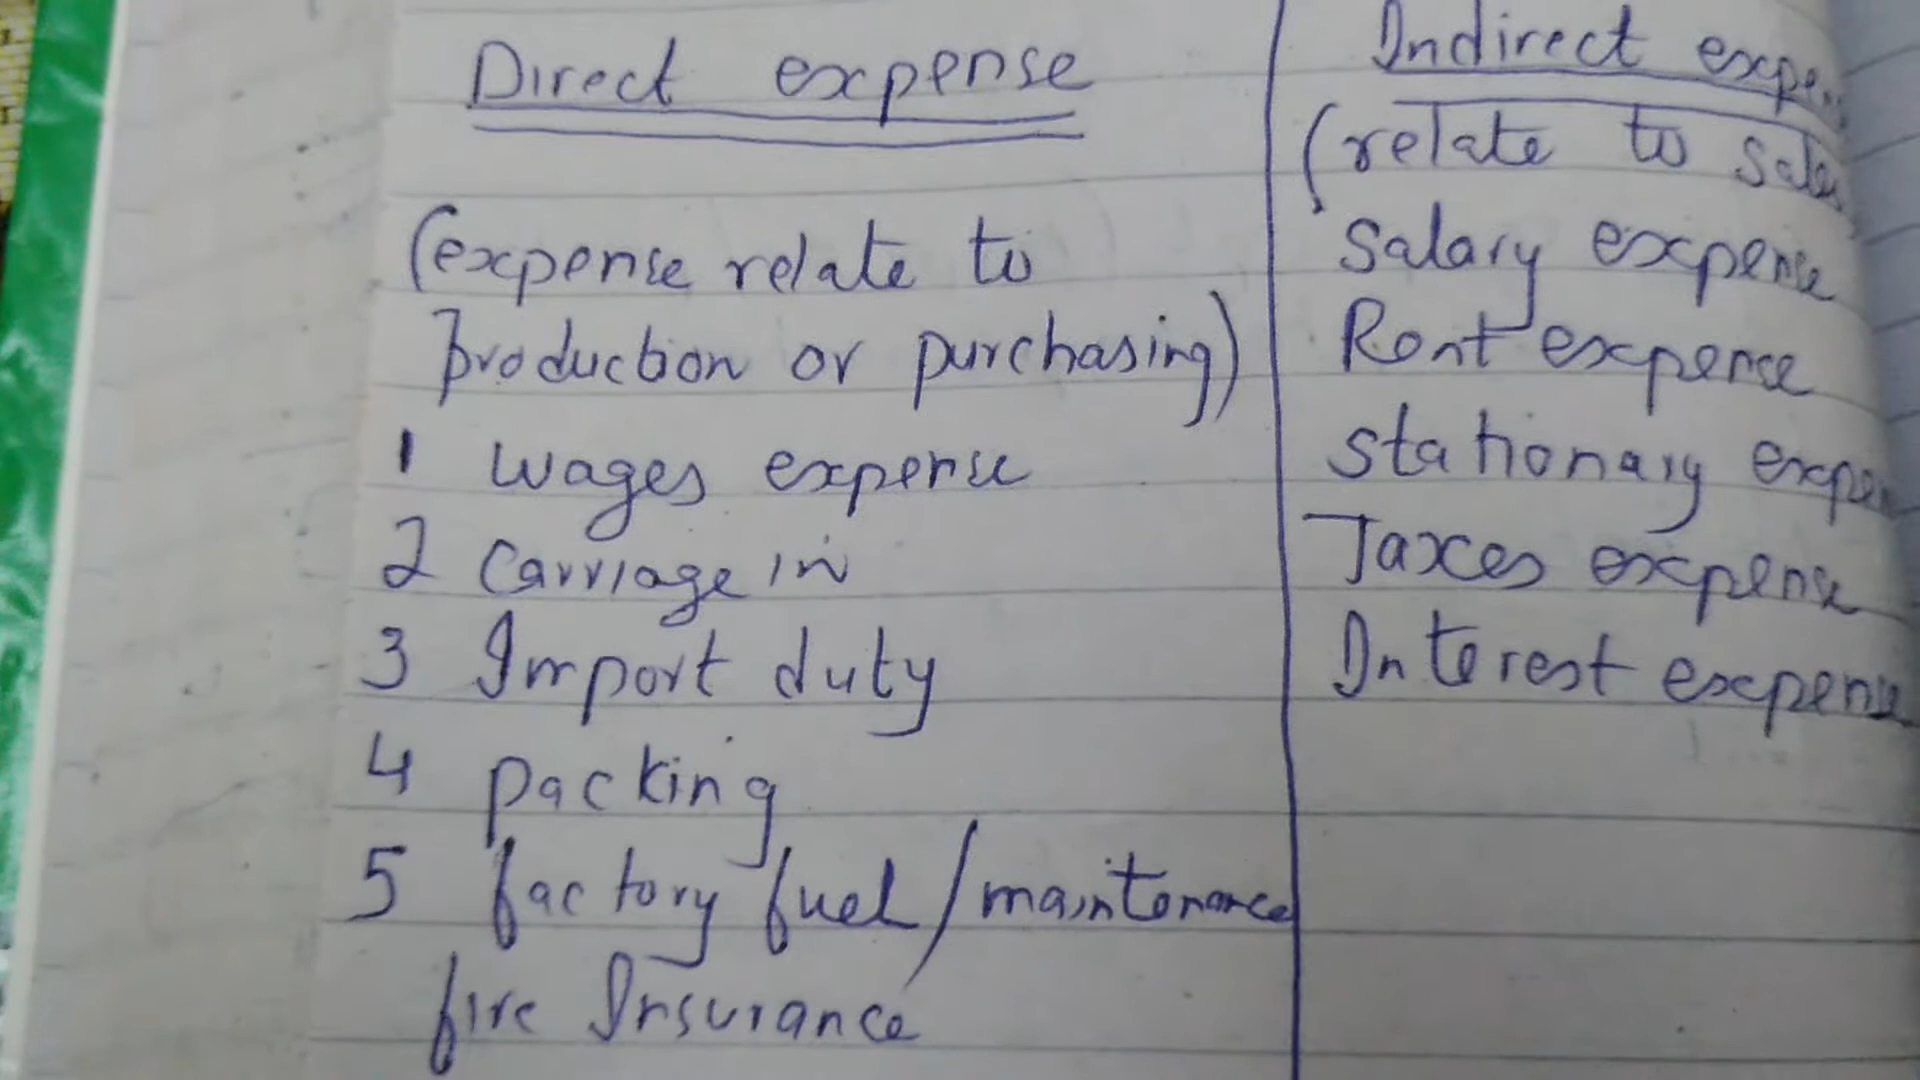 Direct expense
(expense relate to
production or purchasing)
1 wages expense
2 Carriage in
3 Import duty
4 packing
5 factory fuel/maintenance
fire Insurance
Indirect
(relate to sales
Salary expense
Rent expense
Stationary
Taxes expense
Interest expense